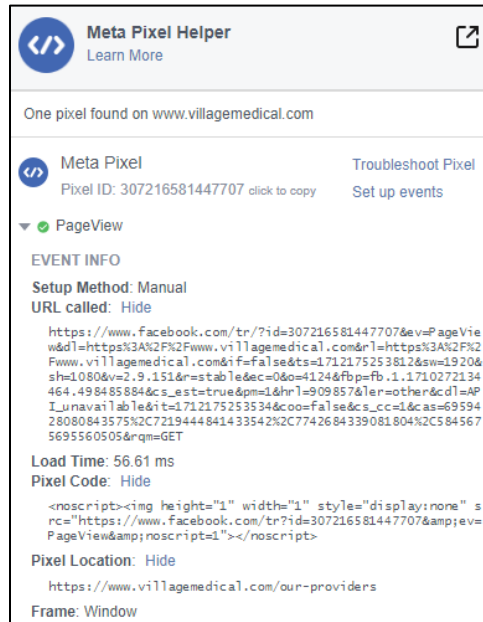 Meta Pixel Helper
Learn More
One pixel found on www.villagemedical.com
Meta Pixel
Troubleshoot Pixel
Pixel ID: 307216581447707 click to copy
Set up events
PageView
EVENT INFO
Setup Method: Manual
URL called: Hide
https://www.facebook.com/tr/?id=307216581447707&ev=PageVie
w&dl=https%3A%2F%2Fwww.villagemedical.com&rl=https%3A%2F%2
Fwww.villagemedical.com&if=false&ts=1712175253812&sw=1920&
sh=1080&v=2.9.151&r=stable&ec=0&o=4124&fbp=fb.1.1710272134
464.498485884&cs_est=true&pm=1&hrl=909857&ler=other&cdl=AP
I_unavailable&it=1712175253534&coo=false&cs_cc=1&cas=69594
28080843575%2C7219444841433542%2C7742684339081804%2C584567
5695560505&rqm=GET
Load Time: 56.61 ms
Pixel Code: Hide
<noscript><img height="1" width="1" style="display:none" s
rc="https://www.facebook.com/tr?id=307216581447707&amp;ev=
PageView&amp;noscript=1"></noscript>
Pixel Location: Hide
https://www.villagemedical.com/our-providers
Frame: Window